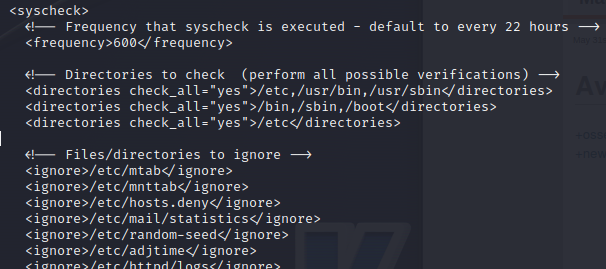 <syscheck>
<!-- Frequency that syscheck is executed - default to every 22 hours -->
<frequency>600</frequency>
<!-- Directories to check (perform all possible verifications) -->
<directories check_all="yes">/etc,/usr/bin,/usr/sbin</directories>
<directories check_all="yes">/bin,/sbin,/boot</directories>
<directories check_all="yes">/etc</directories>
<!-- Files/directories to ignore -->
<ignore>/etc/mtab</ignore>
<ignore>/etc/mnttab</ignore>
<ignore>/etc/hosts.deny</ignore>
<ignore>/etc/mail/statistics</ignore>
<ignore>/etc/random-seed</ignore>
<ignore>/etc/adjtime</ignore>
<ignore>/etc/httpd/logs</ignore>